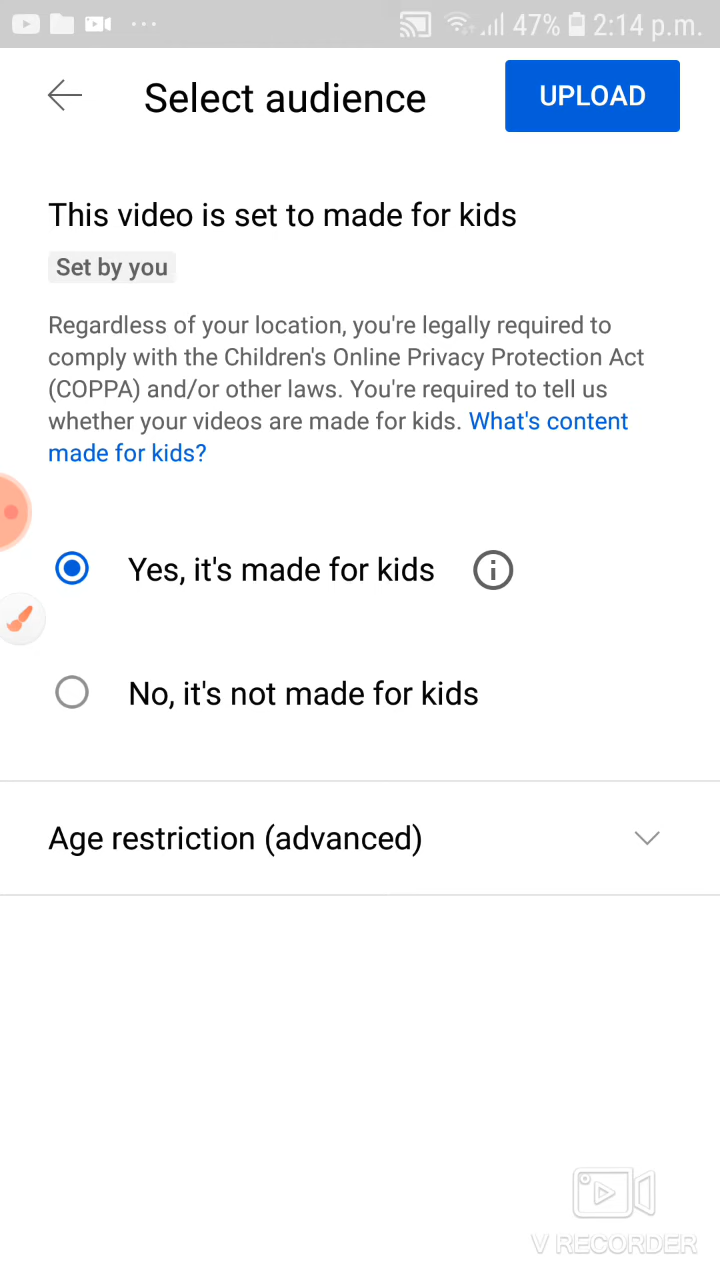 47% 2:14 p.m.
Select audience
UPLOAD
This video is set to made for kids
Set by you
Regardless of your location, you're legally required to
comply with the Children's Online Privacy Protection Act
(COPPA) and/or other laws. You're required to tell us
whether your videos are made for kids. What's content
made for kids?
Yes, it's made for kids
No, it's not made for kids
Age restriction (advanced)
V RECORDER